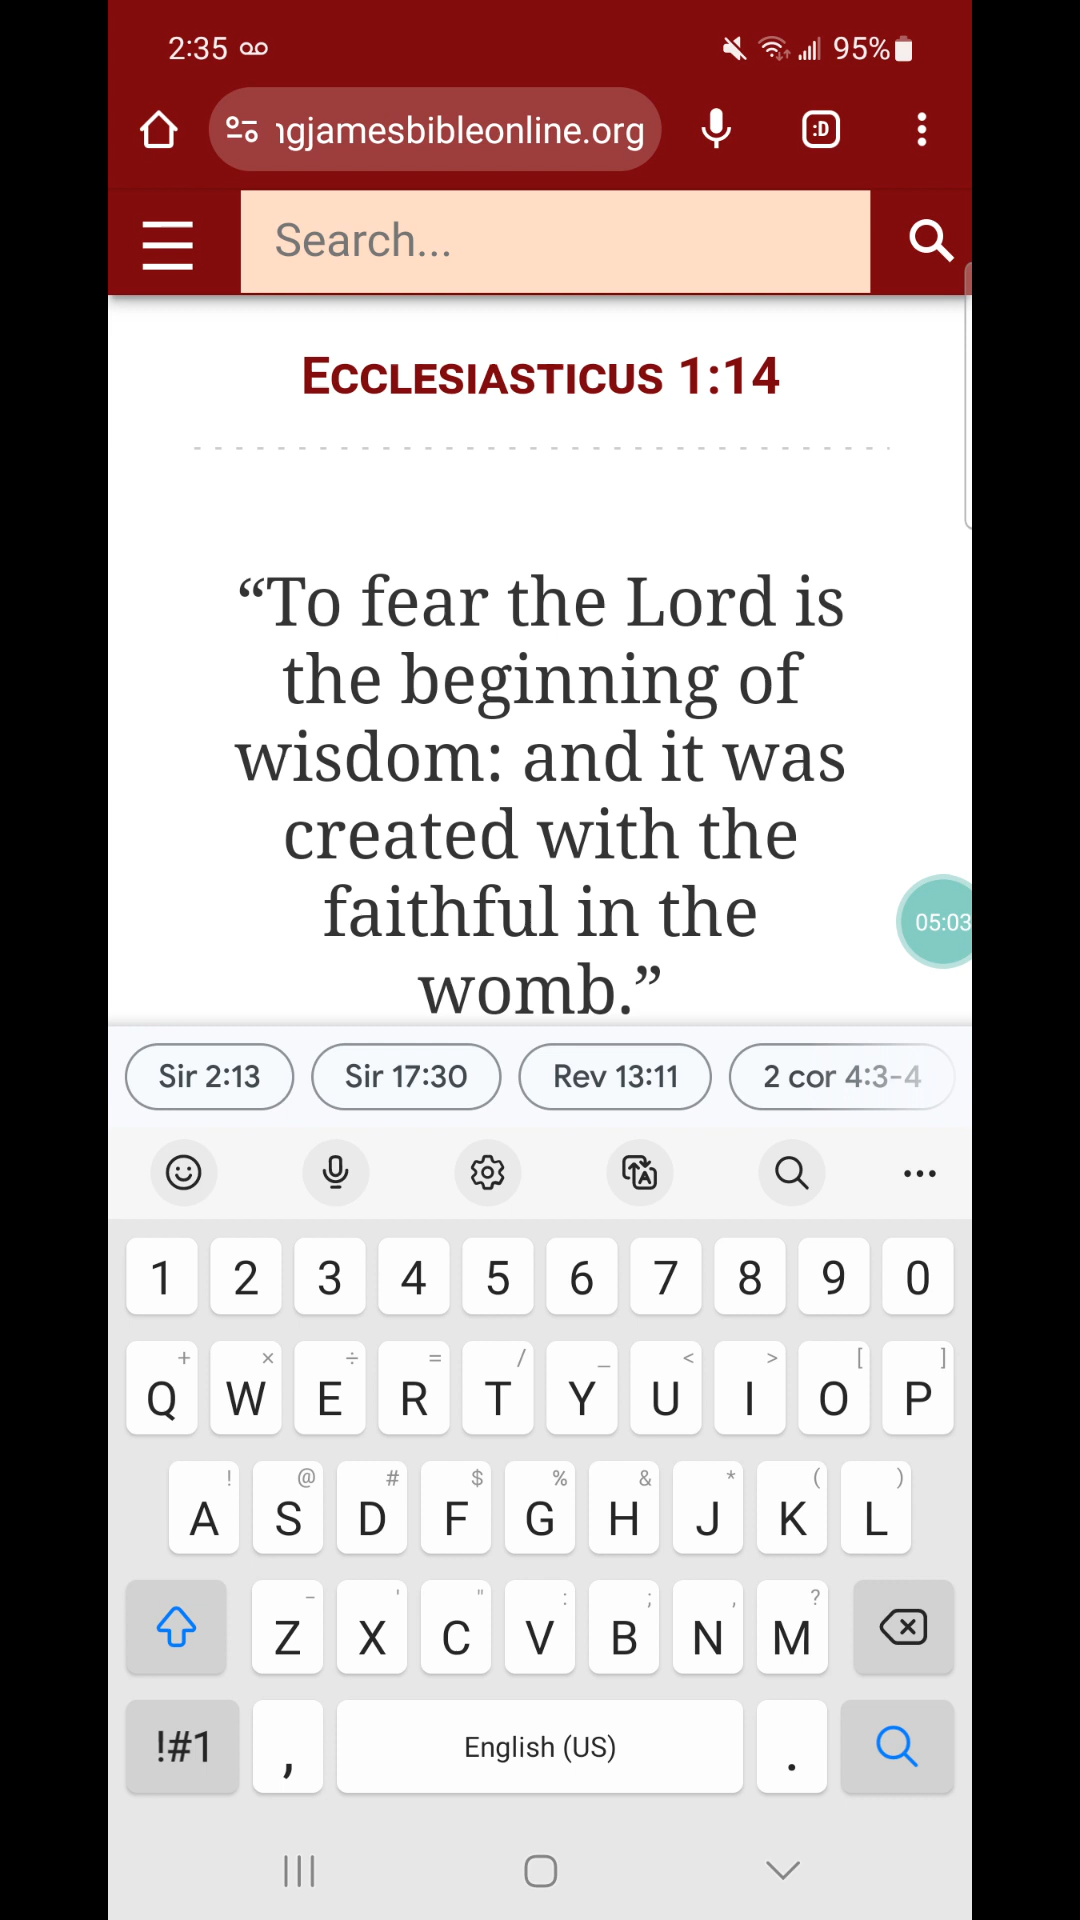 2:35
95%
ngjamesbibleonline.org
:D
Search...
ECCLESIASTICUS 1:14
“To fear the Lord is
the beginning of
wisdom: and it was
created with the
faithful in the
womb.”
05:03
Sir 2:13 Sir 17:30 Rev 13:11 2 cor 4:3-4
1 2 3 4 5 6 7 8 9 0
+ × ÷ = / _ < > [ ]
Q W E R T Y U I O P
! @ # $ % & * ( )
A S D F G H J K L
- ' " : ; , ?
Z X C V B N M
!#1 , English (US) .